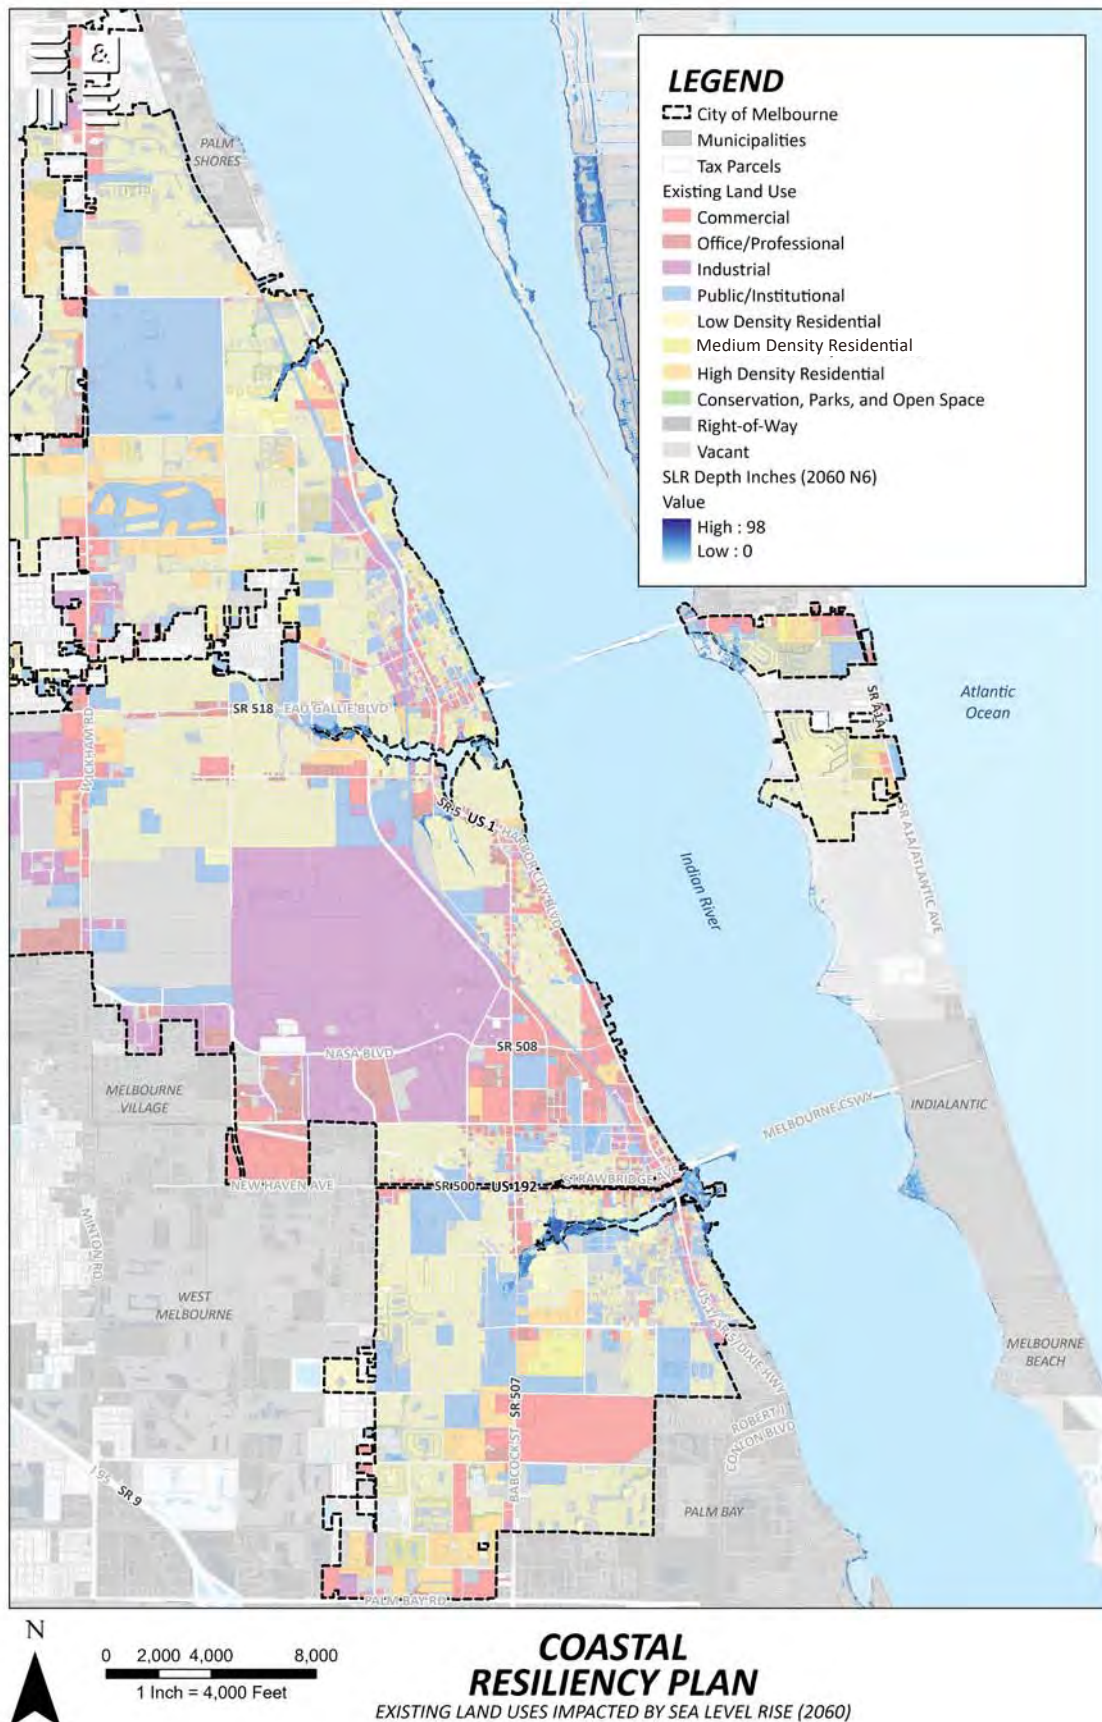 &
LEGEND
City of Melbourne
Municipalities
Tax Parcels
Existing Land Use
Commercial
Office/Professional
Industrial
Public/Institutional
Low Density Residential
Medium Density Residential
High Density Residential
Conservation, Parks, and Open Space
Right-of-Way
Vacant
SLR Depth Inches (2060 N6)
Value
High : 98
Low : 0
PALM
SHORES
Atlantic
Ocean
SR A1A
SR 518
EAU GALLIE BLVD
WICKHAM RD
SR 5
US 1
HARBOR CITY BLVD
Indian River
SR A1A/ATLANTIC AVE
NASA BLVD
SR 508
MELBOURNE
VILLAGE
MELBOURNE CSWY
INDIALANTIC
STRAWBRIDGE AVE
SR 500
US 192
NEW HAVEN AVE
MINTON RD
WEST
MELBOURNE
US 1/SR 5/DIXIE HWY
MELBOURNE
BEACH
SR 507
BABCOCK ST
ROBERT J
CONLON BLVD
I 95
SR 9
PALM BAY
PALM BAY RD
N
0 2,000 4,000 8,000
1 Inch = 4,000 Feet
COASTAL
RESILIENCY PLAN
EXISTING LAND USES IMPACTED BY SEA LEVEL RISE (2060)